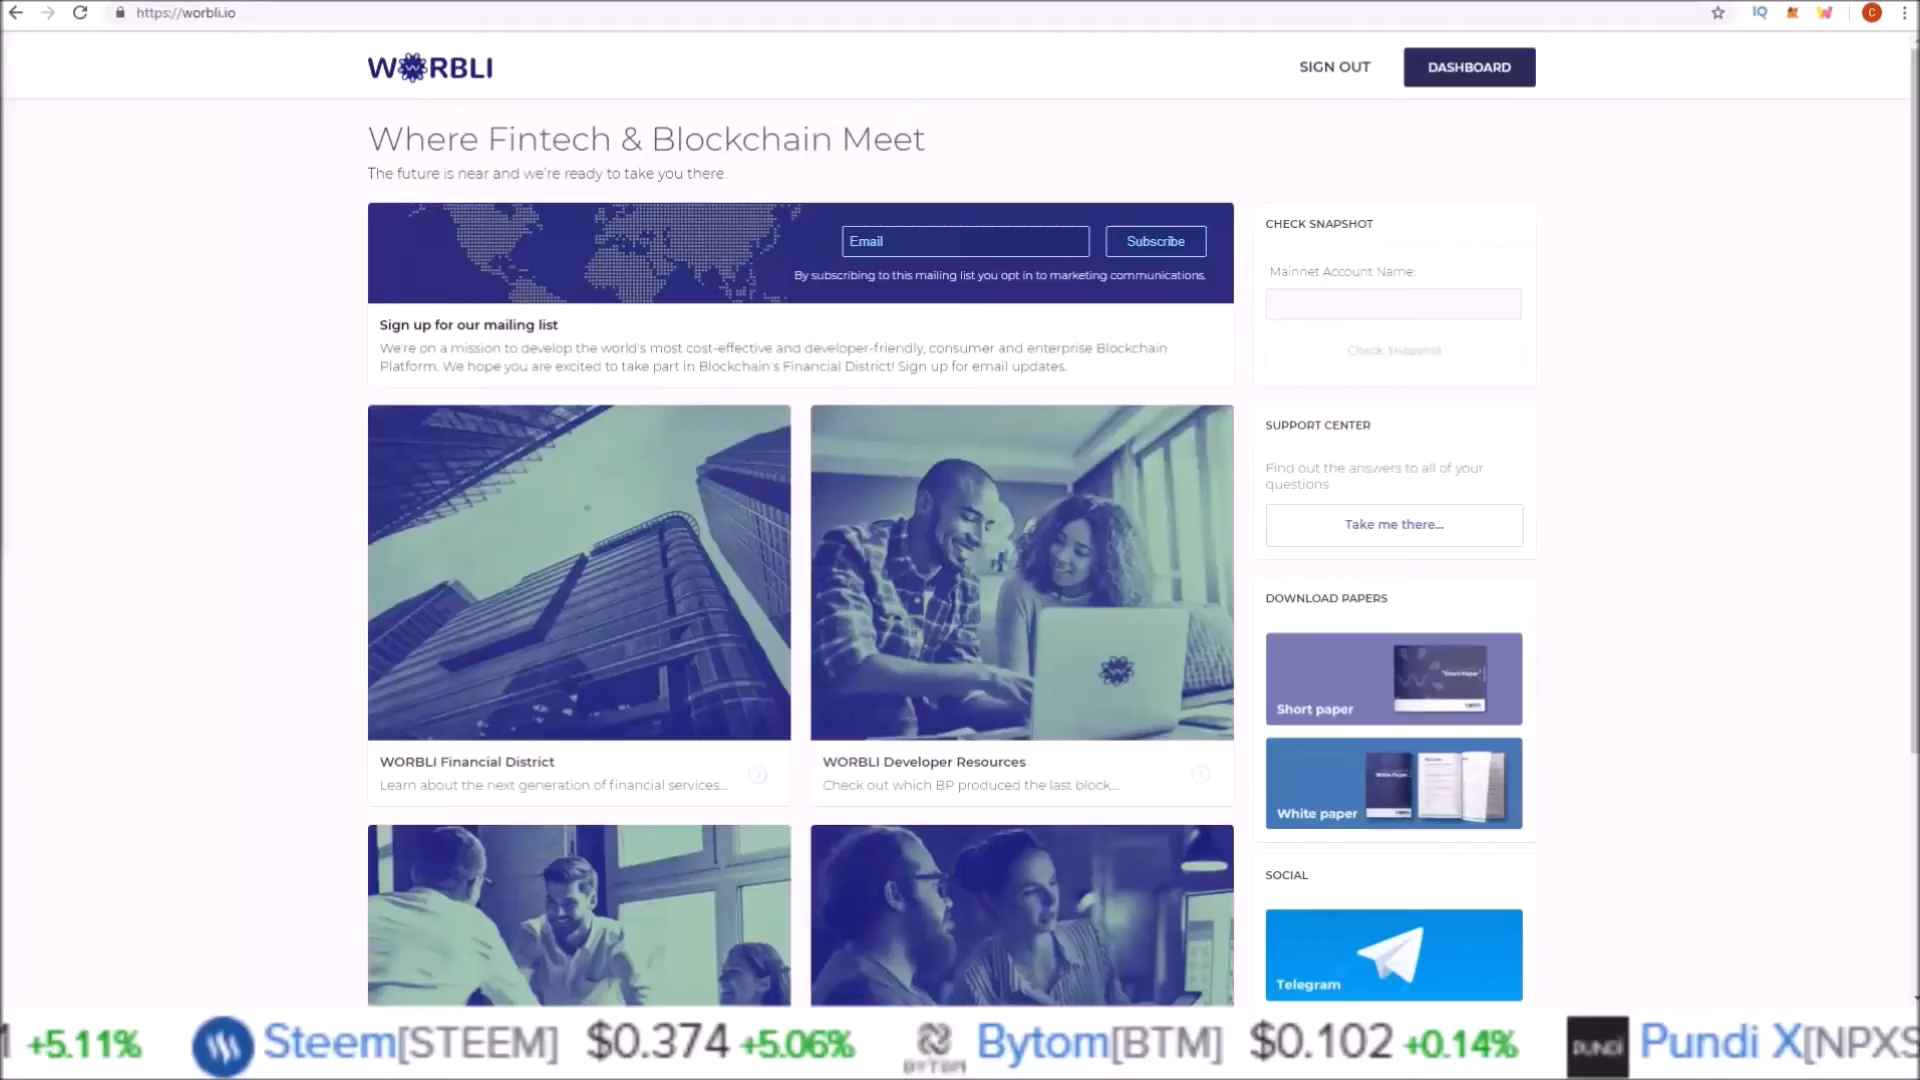 https://worbli.io
IQ
C
WORBLI
SIGN OUT
DASHBOARD
Where Fintech & Blockchain Meet
The future is near and we're ready to take you there.
Email
Subscribe
By subscribing to this mailing list you opt in to marketing communications.
Sign up for our mailing list
We're on a mission to develop the world's most cost-effective and developer-friendly, consumer and enterprise Blockchain
Platform. We hope you are excited to take part in Blockchain's Financial District! Sign up for email updates.
CHECK SNAPSHOT
Mainnet Account Name:
Check Snapshot
SUPPORT CENTER
Find out the answers to all of your
questions
Take me there...
WORBLI Financial District
Learn about the next generation of financial services...
WORBLI Developer Resources
Check out which BP produced the last block...
DOWNLOAD PAPERS
"Short Paper"
Short paper
White Paper
White paper
SOCIAL
Telegram
+5.11%
Steem[STEEM] $0.374 +5.06%
BYTOM
Bytom[BTM] $0.102 +0.14%
PUNDI
Pundi X[NPXS